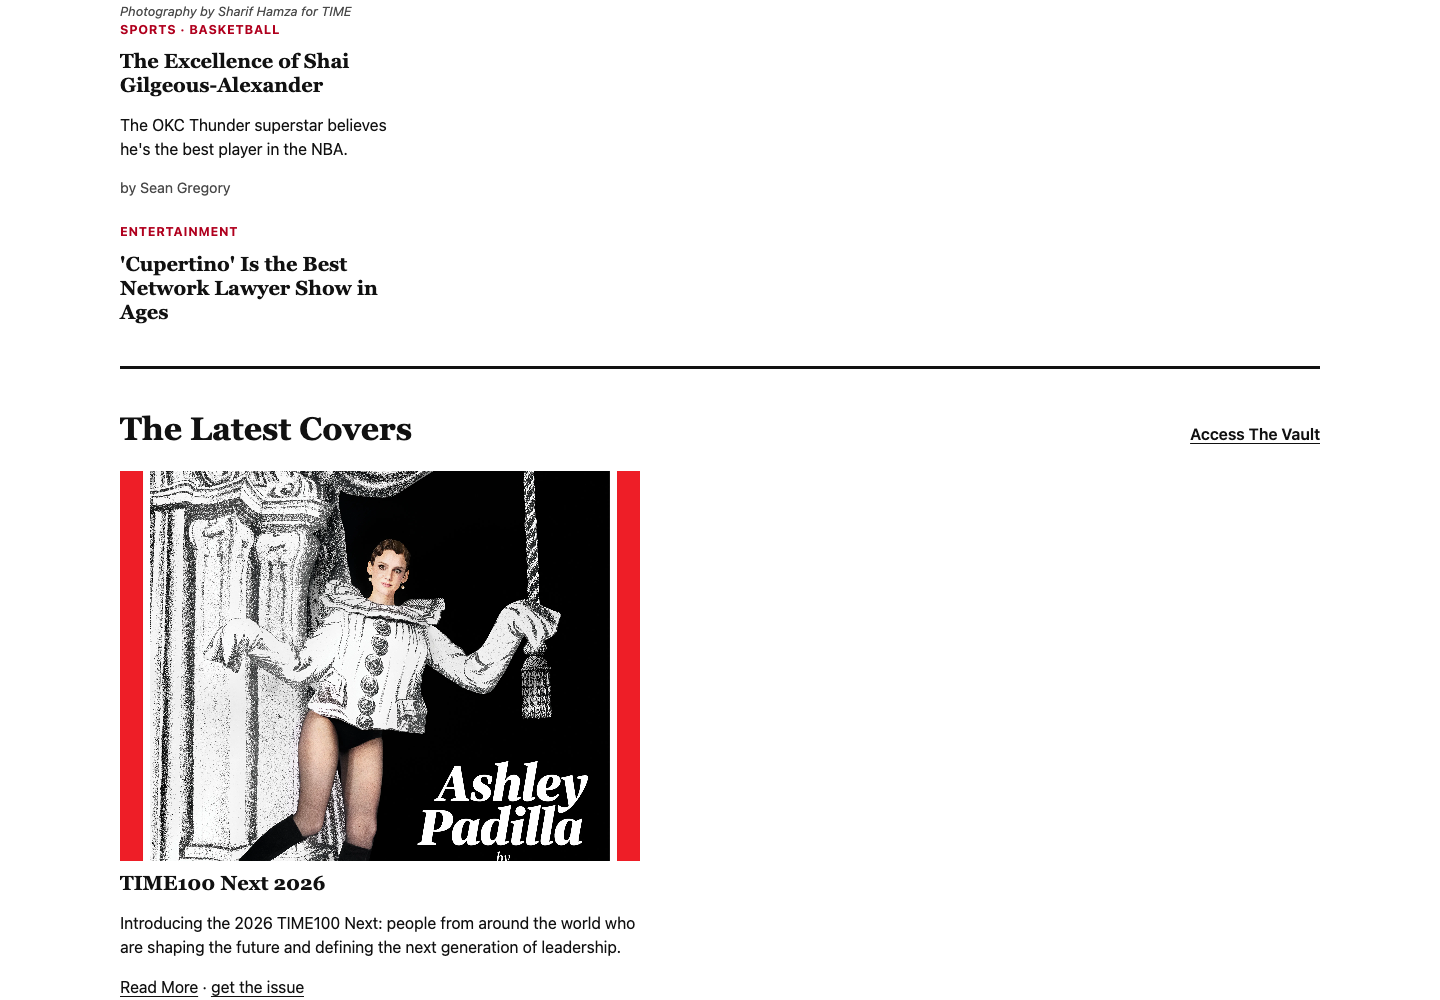 Photography by Sharif Hamza for TIME
SPORTS · BASKETBALL
The Excellence of Shai
Gilgeous-Alexander
The OKC Thunder superstar believes
he's the best player in the NBA.
by Sean Gregory
ENTERTAINMENT
'Cupertino' Is the Best
Network Lawyer Show in
Ages
The Latest Covers
Access The Vault
Ashley
Padilla
by
TIME100 Next 2026
Introducing the 2026 TIME100 Next: people from around the world who
are shaping the future and defining the next generation of leadership.
Read More · get the issue